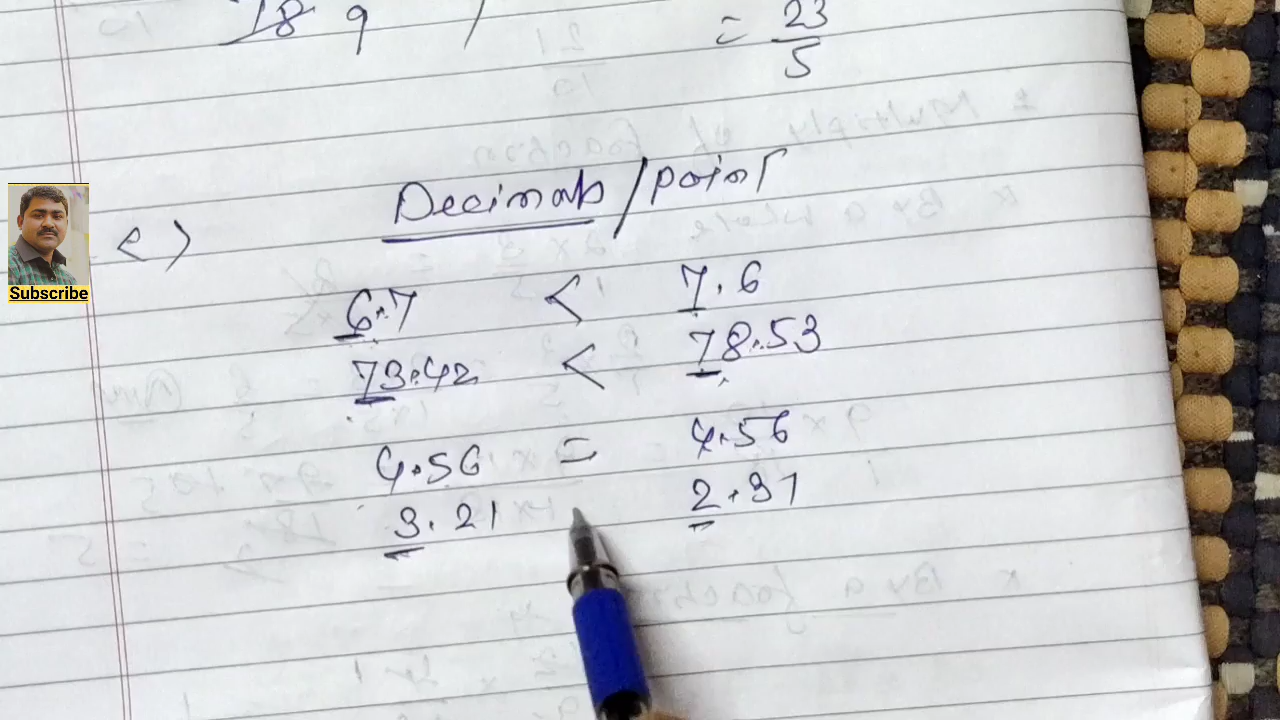 18 9 / = 23/5
Decimals / point
e)
6.7 < 7.6
73.42 < 78.53
4.56 = 4.56
3.21 2.31
Subscribe